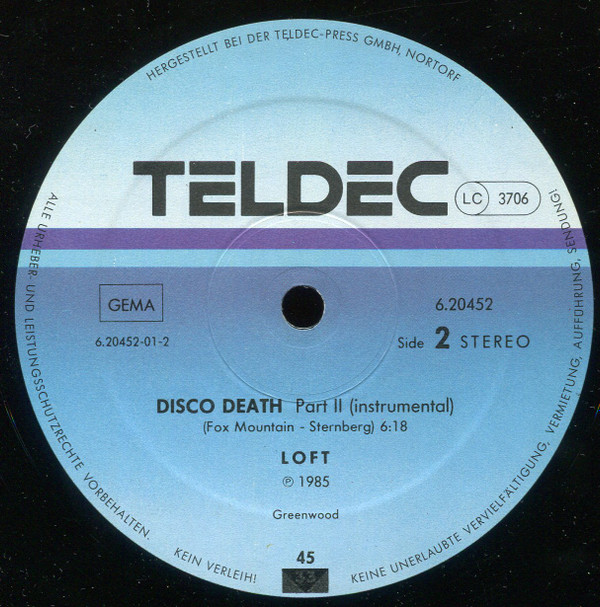 HERGESTELLT BEI DER TELDEC-PRESS GMBH, NORTORF
TELDEC
LC 3706
GEMA
6.20452
6.20452-01-2
Side 2 STEREO
DISCO DEATH Part II (instrumental)
(Fox Mountain - Sternberg) 6:18
LOFT
Ⓟ 1985
Greenwood
45
ALLE URHEBER- UND LEISTUNGSSCHUTZRECHTE VORBEHALTEN.
KEIN VERLEIH!
KEINE UNERLAUBTE VERVIELFÄLTIGUNG, VERMIETUNG, AUFFÜHRUNG, SENDUNG!